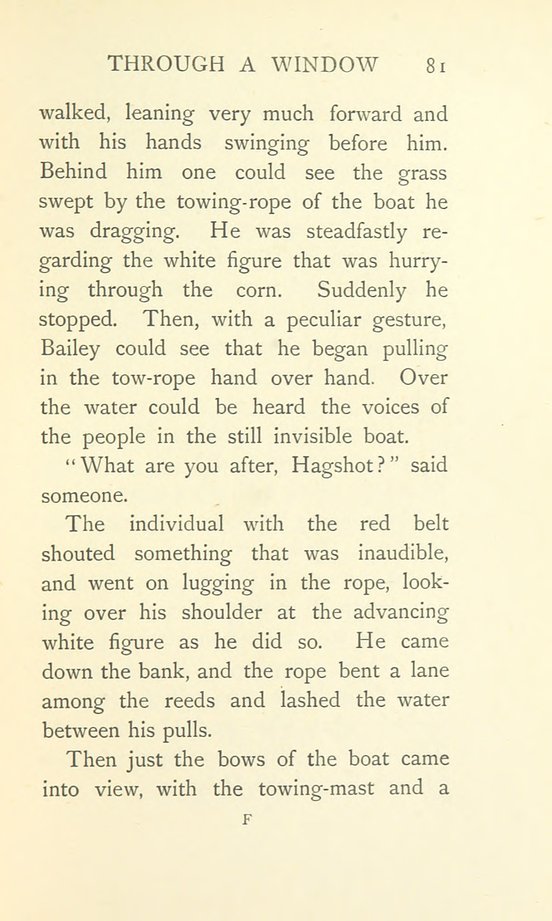 THROUGH A WINDOW 81
walked, leaning very much forward and
with his hands swinging before him.
Behind him one could see the grass
swept by the towing-rope of the boat he
was dragging. He was steadfastly re-
garding the white figure that was hurry-
ing through the corn. Suddenly he
stopped. Then, with a peculiar gesture,
Bailey could see that he began pulling
in the tow-rope hand over hand. Over
the water could be heard the voices of
the people in the still invisible boat.
"What are you after, Hagshot?" said
someone.
The individual with the red belt
shouted something that was inaudible,
and went on lugging in the rope, look-
ing over his shoulder at the advancing
white figure as he did so. He came
down the bank, and the rope bent a lane
among the reeds and lashed the water
between his pulls.
Then just the bows of the boat came
into view, with the towing-mast and a
F